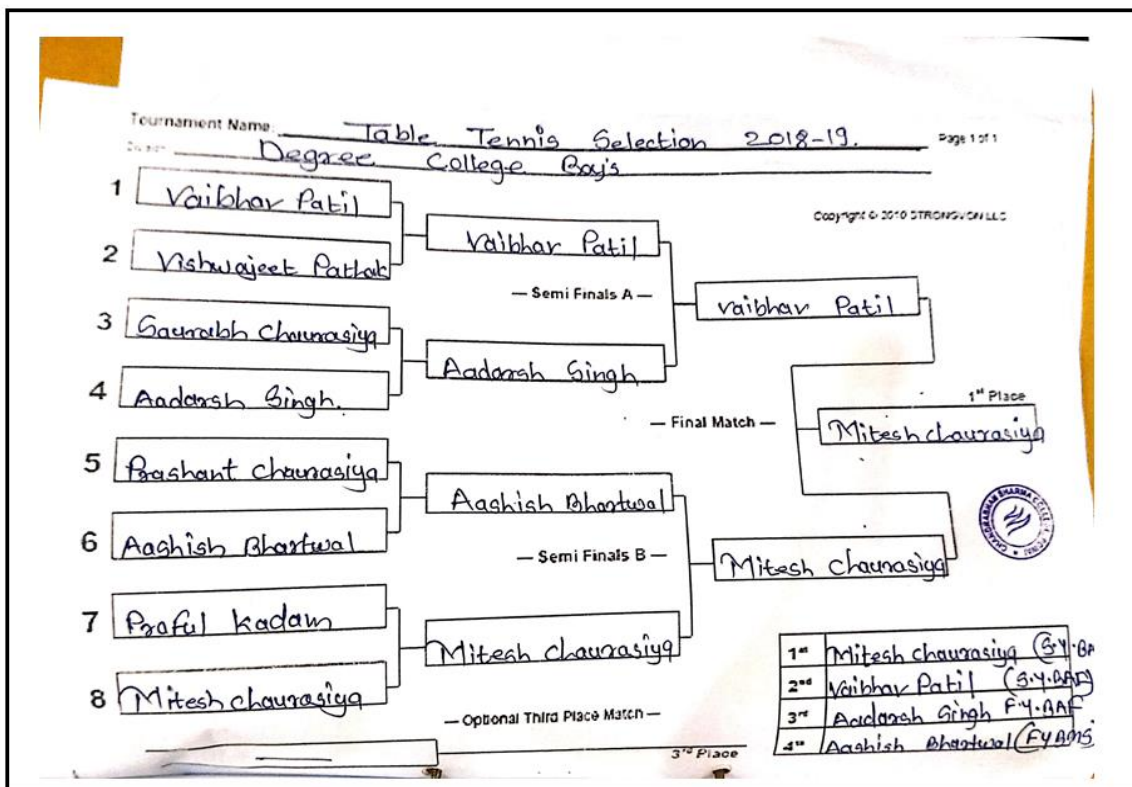 Tournament Name: Table Tennis Selection 2018-19.
Page 1 of 1
Degree College Boy's
Copyright © 2010 STRONGVON LLC
1 Vaibhav Patil
2 Vishwajeet Pathak
3 Saurabh Chaurasiya
4 Aadarsh Singh.
5 Prashant Chaurasiya
6 Aashish Bhartwal
7 Praful Kadam
8 Mitesh chaurasiya
Vaibhav Patil
— Semi Finals A —
Aadarsh Singh
Aashish Bhartwal
— Semi Finals B —
Mitesh chaurasiya
— Optional Third Place Match —
3rd Place
Vaibhav Patil
— Final Match —
Mitesh Chaurasiya
1st Place
Mitesh chaurasiya
1st Mitesh chaurasiya (S.Y.BA
2nd Vaibhav Patil (S.Y.BAF)
3rd Aadarsh Singh F.Y.BAF
4th Aashish Bhartwal (FYBMS